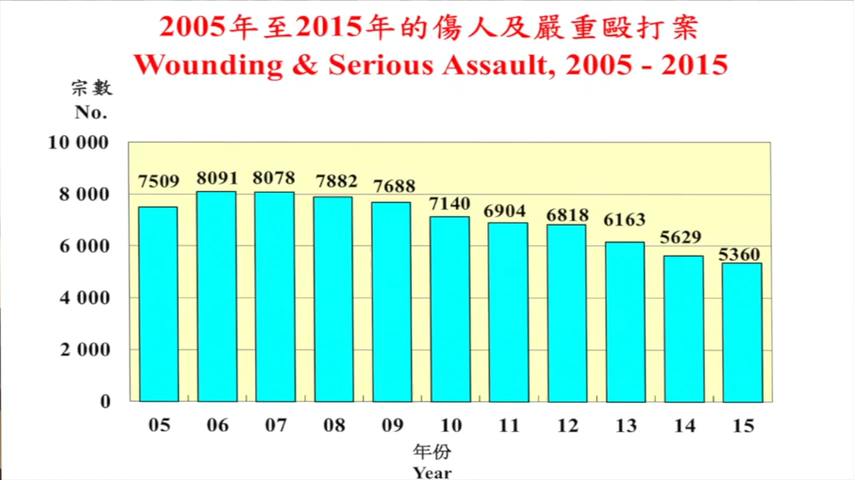 2005年至2015年的傷人及嚴重毆打案
Wounding & Serious Assault, 2005 - 2015
宗數
No.
10 000
8 000
6 000
4 000
2 000
0
7509 8091 8078 7882 7688 7140 6904 6818 6163 5629 5360
05 06 07 08 09 10 11 12 13 14 15
年份
Year